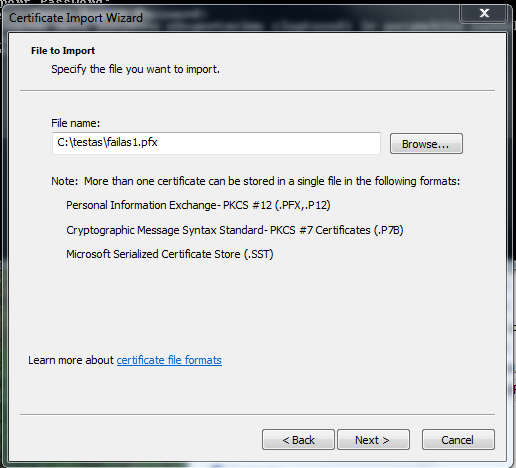 Certificate Import Wizard
File to Import
Specify the file you want to import.
File name:
C:\testas\failas1.pfx
Browse...
Note:  More than one certificate can be stored in a single file in the following formats:
Personal Information Exchange- PKCS #12 (.PFX,.P12)
Cryptographic Message Syntax Standard- PKCS #7 Certificates (.P7B)
Microsoft Serialized Certificate Store (.SST)
Learn more about certificate file formats
< Back
Next >
Cancel